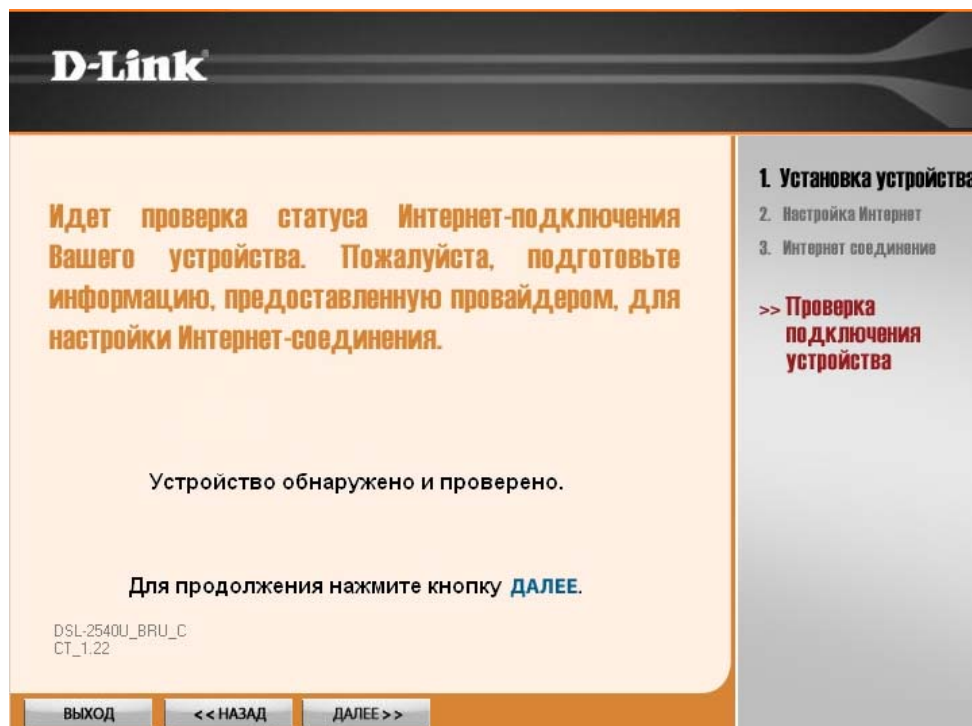 D-Link
Идет проверка статуса Интернет-подключения
Вашего устройства. Пожалуйста, подготовьте
информацию, предоставленную провайдером, для
настройки Интернет-соединения.
Устройство обнаружено и проверено.
Для продолжения нажмите кнопку ДАЛЕЕ.
DSL-2540U_BRU_C
CT_1.22
ВЫХОД
<< НАЗАД
ДАЛЕЕ >>
1. Установка устройства
2. Настройка Интернет
3. Интернет соединение
>> Проверка
подключения
устройства